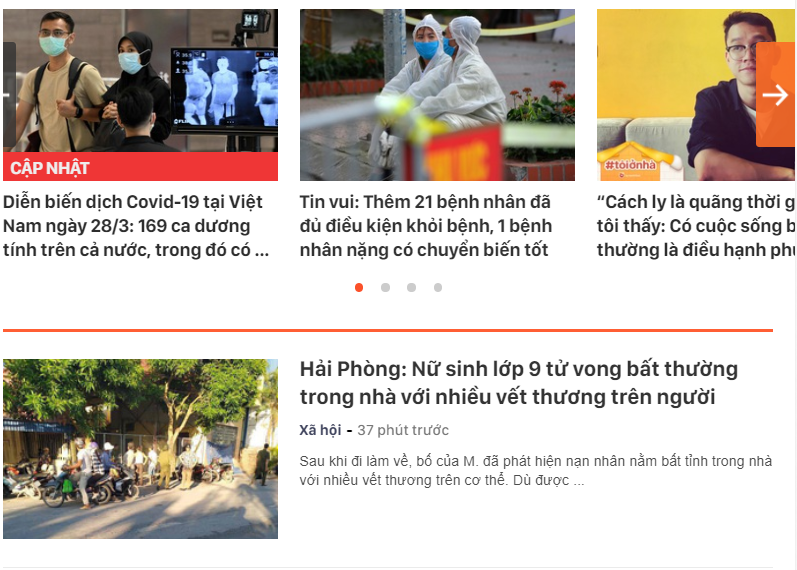 CẬP NHẬT
Diễn biến dịch Covid-19 tại Việt
Nam ngày 28/3: 169 ca dương
tính trên cả nước, trong đó có ...
Tin vui: Thêm 21 bệnh nhân đã
đủ điều kiện khỏi bệnh, 1 bệnh
nhân nặng có chuyển biến tốt
#tôiởnhà
“Cách ly là quãng thời g
tôi thấy: Có cuộc sống b
thường là điều hạnh phú
Hải Phòng: Nữ sinh lớp 9 tử vong bất thường
trong nhà với nhiều vết thương trên người
Xã hội - 37 phút trước
Sau khi đi làm về, bố của M. đã phát hiện nạn nhân nằm bất tỉnh trong nhà
với nhiều vết thương trên cơ thể. Dù được ...